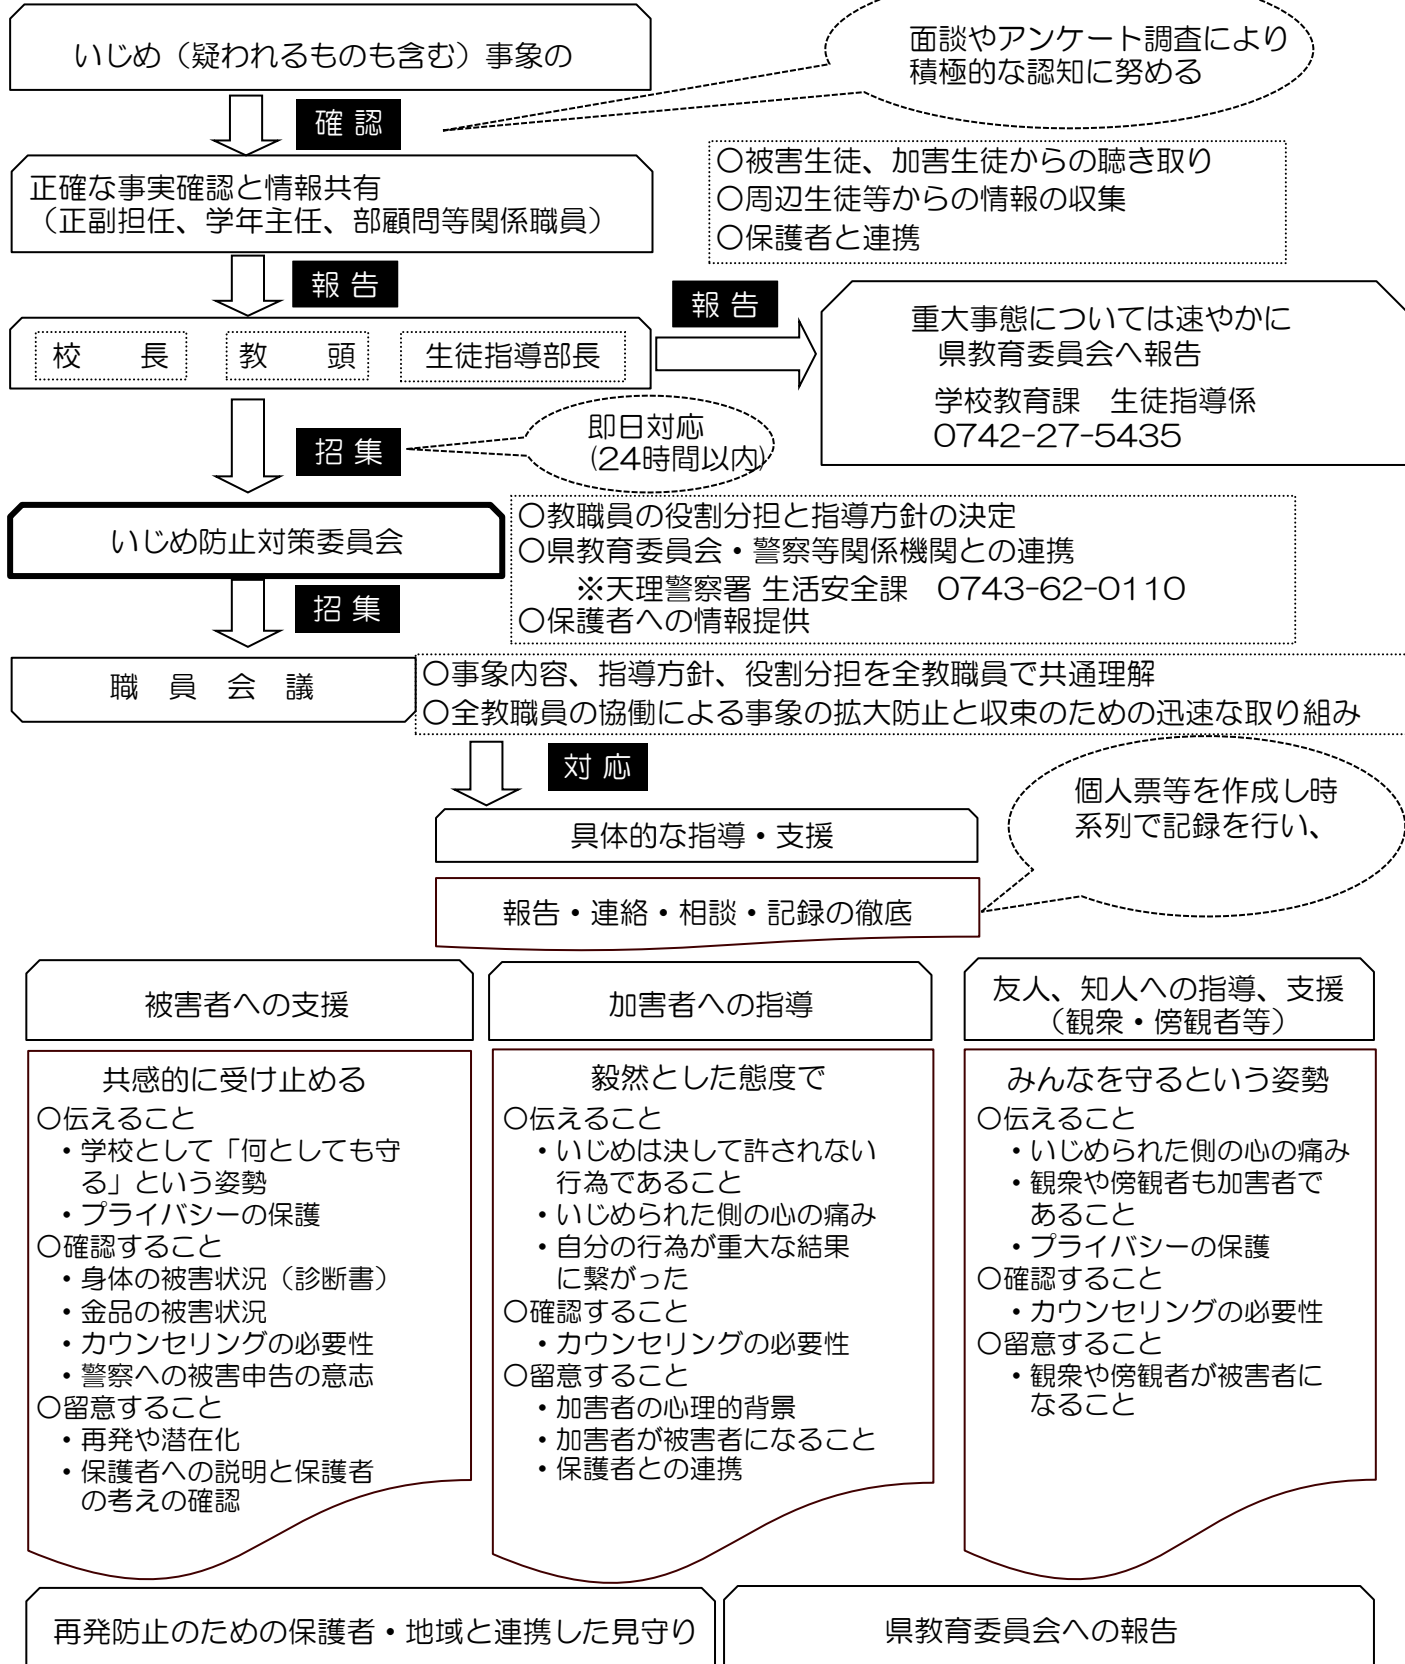 いじめ（疑われるものも含む）事象の
面談やアンケート調査により
積極的な認知に努める
確 認
正確な事実確認と情報共有
（正副担任、学年主任、部顧問等関係職員）
○被害生徒、加害生徒からの聴き取り
○周辺生徒等からの情報の収集
○保護者と連携
報 告
報 告
校　　長
教　　頭
生徒指導部長
重大事態については速やかに
県教育委員会へ報告
学校教育課　生徒指導係
0742-27-5435
招 集
即日対応
(24時間以内)
いじめ防止対策委員会
○教職員の役割分担と指導方針の決定
○県教育委員会・警察等関係機関との連携
※天理警察署 生活安全課　0743-62-0110
○保護者への情報提供
招 集
職　員　会　議
○事象内容、指導方針、役割分担を全教職員で共通理解
○全教職員の協働による事象の拡大防止と収束のための迅速な取り組み
対 応
個人票等を作成し時
系列で記録を行い、
具体的な指導・支援
報告・連絡・相談・記録の徹底
被害者への支援
共感的に受け止める
○伝えること
・学校として「何としても守
る」という姿勢
・プライバシーの保護
○確認すること
・身体の被害状況（診断書）
・金品の被害状況
・カウンセリングの必要性
・警察への被害申告の意志
○留意すること
・再発や潜在化
・保護者への説明と保護者
の考えの確認
加害者への指導
毅然とした態度で
○伝えること
・いじめは決して許されない
行為であること
・いじめられた側の心の痛み
・自分の行為が重大な結果
に繋がった
○確認すること
・カウンセリングの必要性
○留意すること
・加害者の心理的背景
・加害者が被害者になること
・保護者との連携
友人、知人への指導、支援
（観衆・傍観者等）
みんなを守るという姿勢
○伝えること
・いじめられた側の心の痛み
・観衆や傍観者も加害者で
あること
・プライバシーの保護
○確認すること
・カウンセリングの必要性
○留意すること
・観衆や傍観者が被害者に
なること
再発防止のための保護者・地域と連携した見守り
県教育委員会への報告